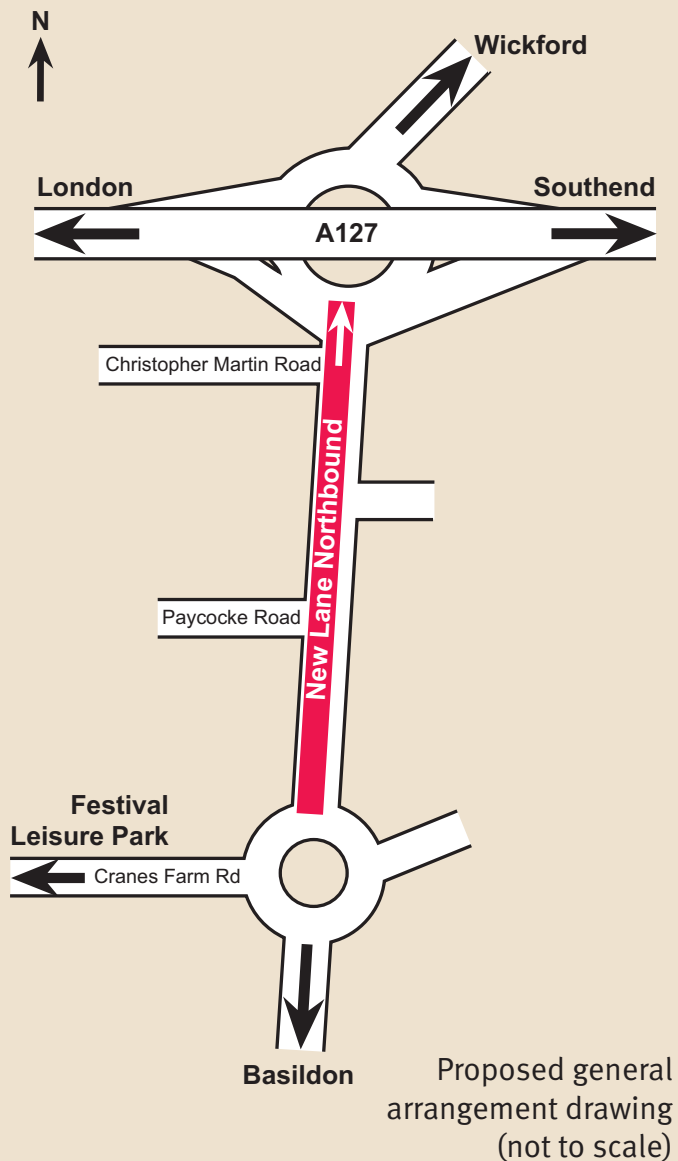 N
Wickford
London
Southend
A127
Christopher Martin Road
New Lane Northbound
Paycocke Road
Festival
Leisure Park
Cranes Farm Rd
Basildon
Proposed general
arrangement drawing
(not to scale)